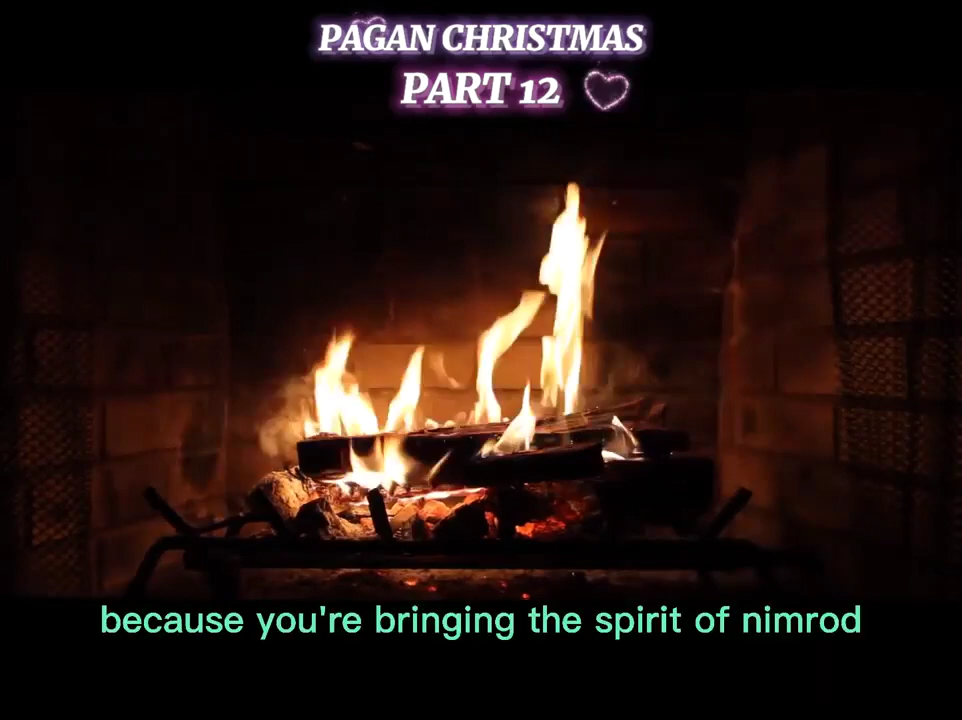 PAGAN CHRISTMAS
PART 12
because you're bringing the spirit of nimrod